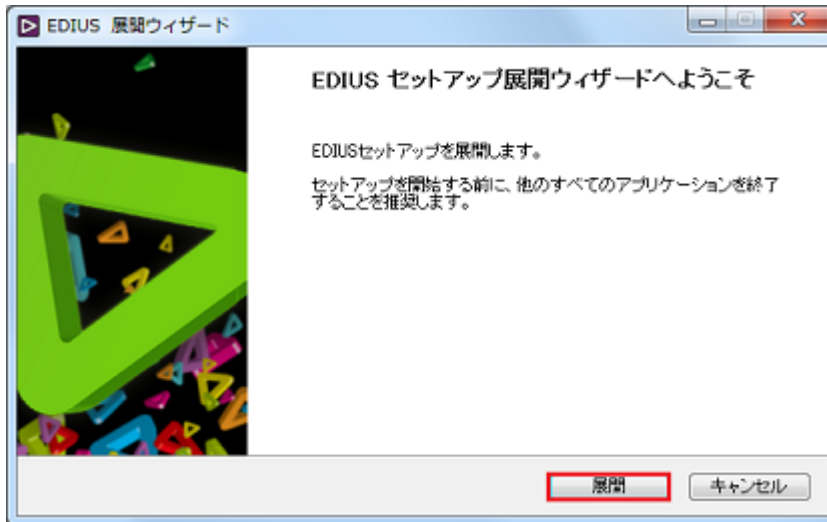 EDIUS 展開ウィザード
EDIUS セットアップ展開ウィザードへようこそ
EDIUSセットアップを展開します。
セットアップを開始する前に、他のすべてのアプリケーションを終了
することを推奨します。
展開
キャンセル